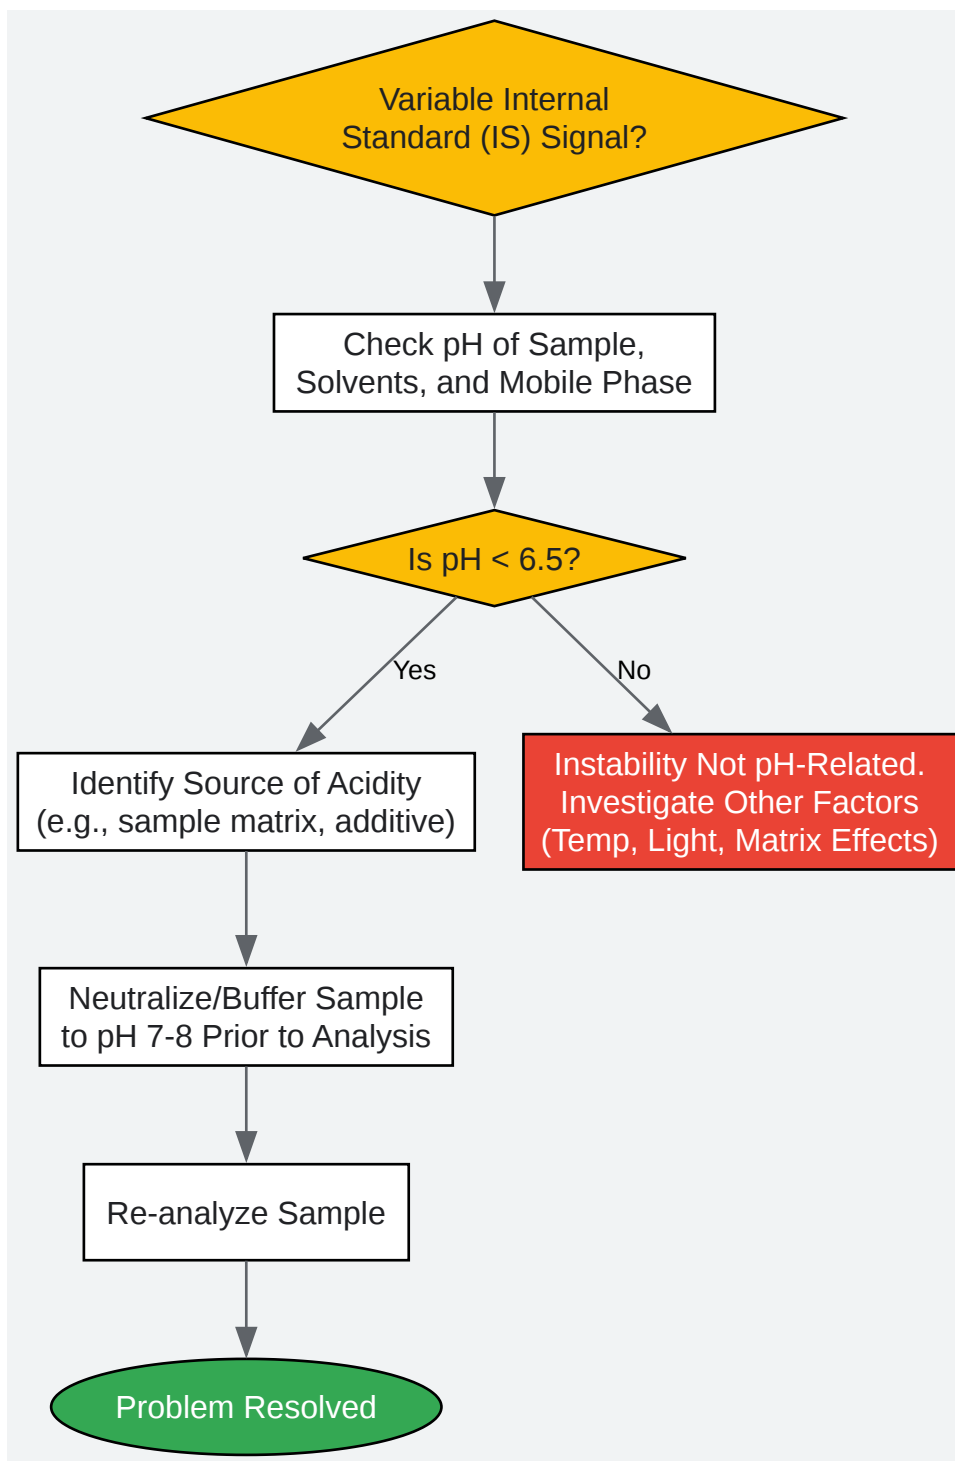 Variable Internal
Standard (IS) Signal?
Check pH of Sample,
Solvents, and Mobile Phase
Is pH < 6.5?
Yes
No
Identify Source of Acidity
(e.g., sample matrix, additive)
Instability Not pH-Related.
Investigate Other Factors
(Temp, Light, Matrix Effects)
Neutralize/Buffer Sample
to pH 7-8 Prior to Analysis
Re-analyze Sample
Problem Resolved